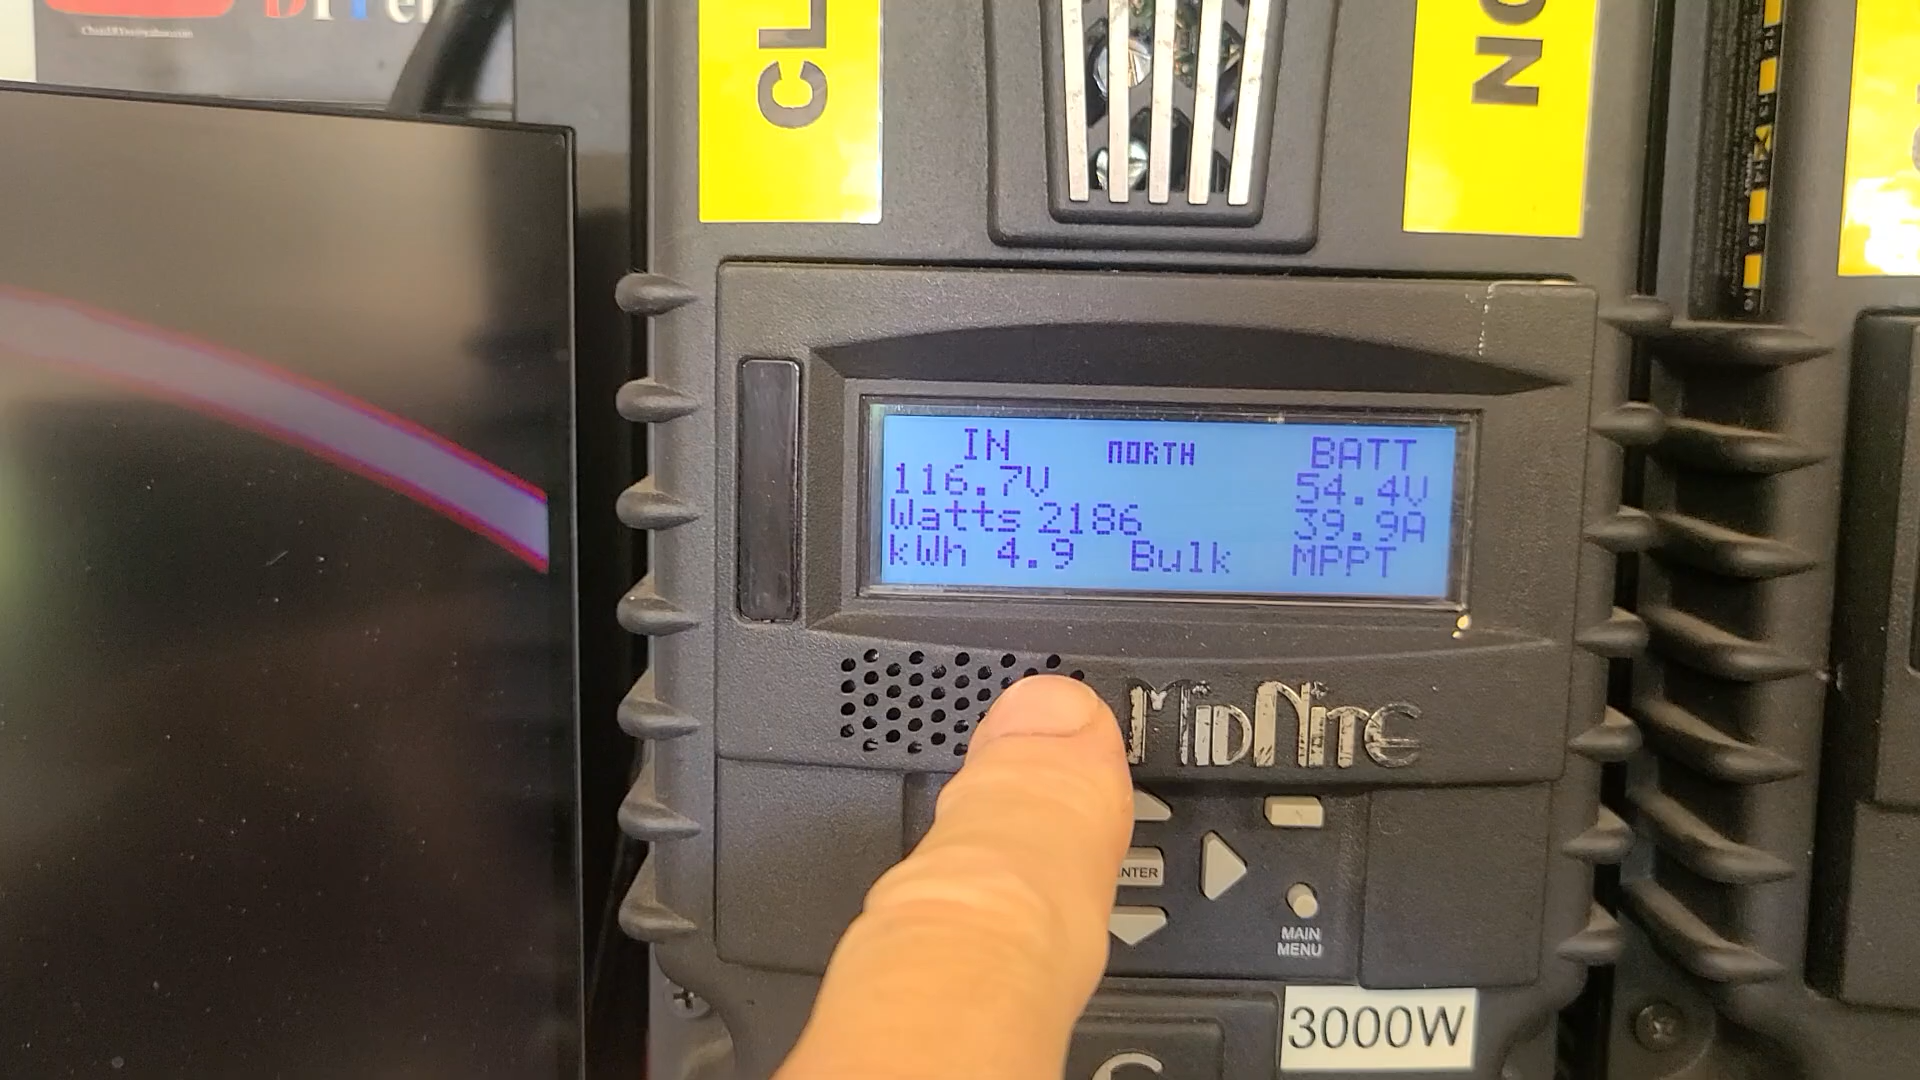 CL
NO
IN NORTH BATT
116.7V 54.4V
Watts 2186 39.9A
kWh 4.9 Bulk MPPT
MIDNITE
NTER
MAIN
MENU
3000W
C